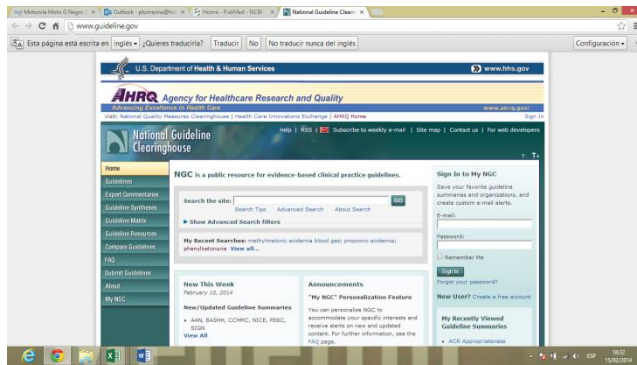 Motorola Moto G Negro
Outlook - plumeinne@h
Home - PubMed - NCBI
National Guideline Clear
www.guideline.gov
Esta página está escrita en inglés ¿Quieres traducirla? Traducir No No traducir nunca del inglés Configuración
U.S. Department of Health & Human Services
www.hhs.gov
AHRQ Agency for Healthcare Research and Quality
Advancing Excellence in Health Care
www.ahrq.gov
Visit: National Quality Measures Clearinghouse | Health Care Innovations Exchange | AHRQ Home
Sign In
National Guideline Clearinghouse
Help | RSS | Subscribe to weekly e-mail | Site map | Contact us | For web developers
T- T+
Home
Guidelines
Expert Commentaries
Guideline Syntheses
Guideline Matrix
Guideline Resources
Compare Guidelines
FAQ
Submit Guidelines
About
My NGC
NGC is a public resource for evidence-based clinical practice guidelines.
Search the site: GO
Search Tips Advanced Search About Search
Show Advanced Search filters
My Recent Searches: methylmalonic acidemia blood gas; propionic acidemia;
phenylketonuria View all...
New This Week
February 10, 2014
New/Updated Guideline Summaries
AAN, BASHH, CCHMC, NICE, PEBC,
SIGN
View All
Announcements
"My NGC" Personalization Feature
You can personalize NGC to
accommodate your specific interests and
receive alerts on new and updated
content. For further information, see the
FAQ page.
Sign In to My NGC
Save your favorite guideline
summaries and organizations, and
create custom e-mail alerts.
E-mail:
Password:
Remember Me
Sign In
Forgot your password?
New User? Create a free account
My Recently Viewed
Guideline Summaries
ACR Appropriateness
ESP
18:32
15/02/2014